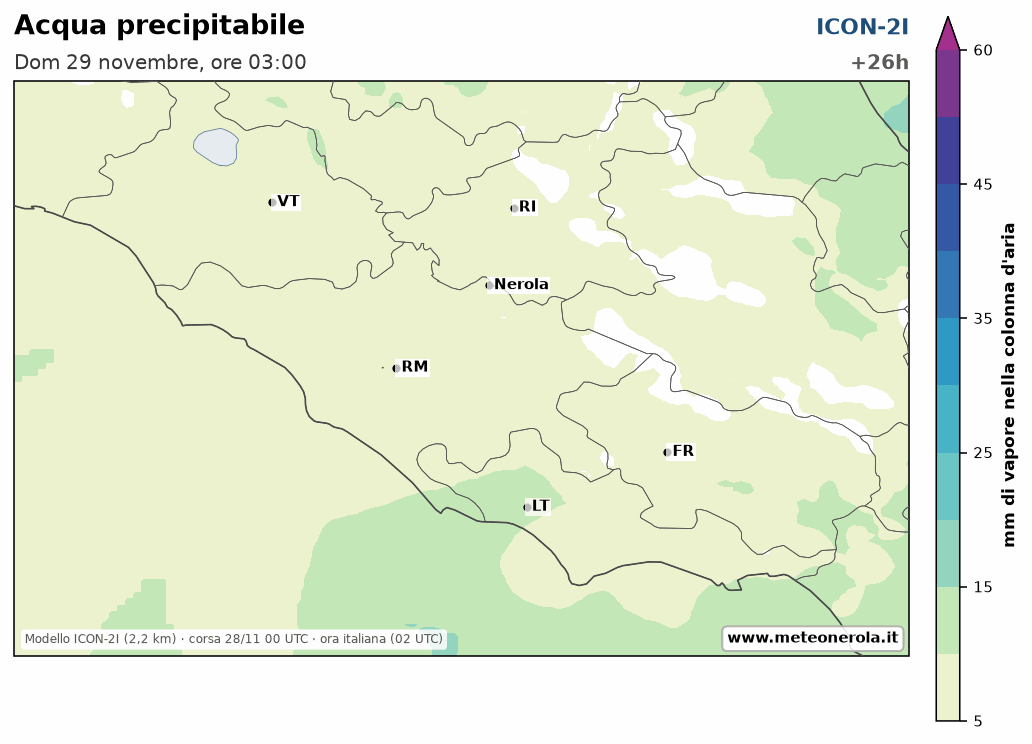 Acqua precipitabile
ICON-2I
Dom 29 novembre, ore 03:00
+26h
VT
RI
Nerola
RM
FR
LT
Modello ICON-2I (2,2 km) · corsa 28/11 00 UTC · ora italiana (02 UTC)
www.meteonerola.it
60
45
35
25
15
5
mm di vapore nella colonna d'aria